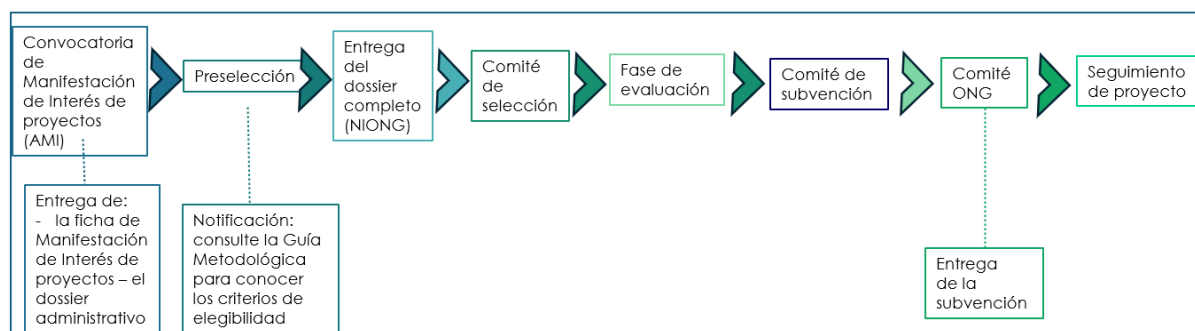 Convocatoria
de
Manifestación
de Interés de
proyectos
(AMI)
Preselección
Entrega
del
dossier
completo
(NIONG)
Comité
de
selección
Fase de
evaluación
Comité de
subvención
Comité
ONG
Seguimiento
de proyecto
Entrega de:
- la ficha de
Manifestación
de Interés de
proyectos – el
dossier
administrativo
Notificación:
consulte la Guía
Metodológica
para conocer
los criterios de
elegibilidad
Entrega
de la
subvención